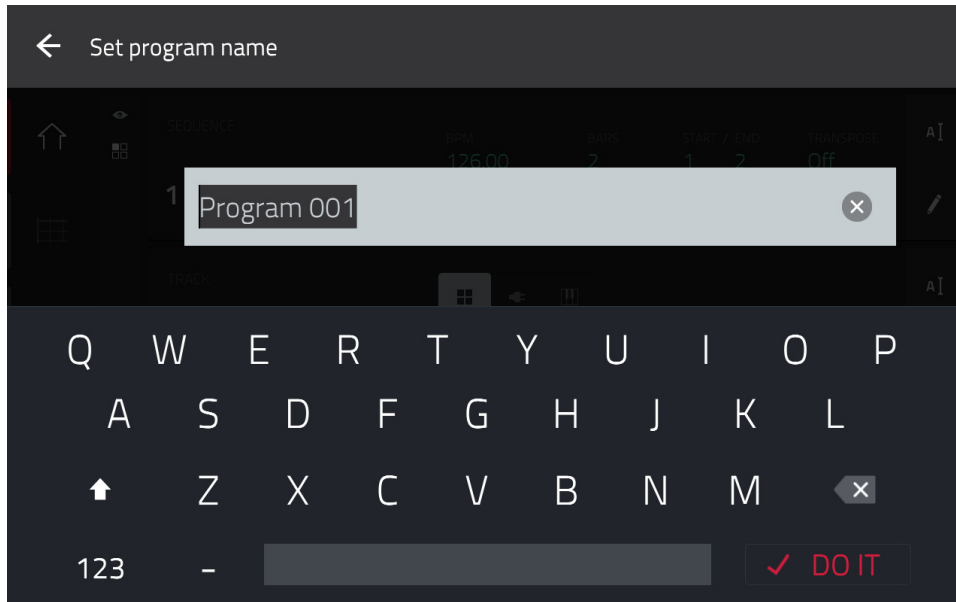 Set program name
SEQUENCE
BPM BARS START / END TRANSPOSE
126.00 2 1 2 Off
1
Program 001
TRACK
Q W E R T Y U I O P
A S D F G H J K L
Z X C V B N M
123 – DO IT